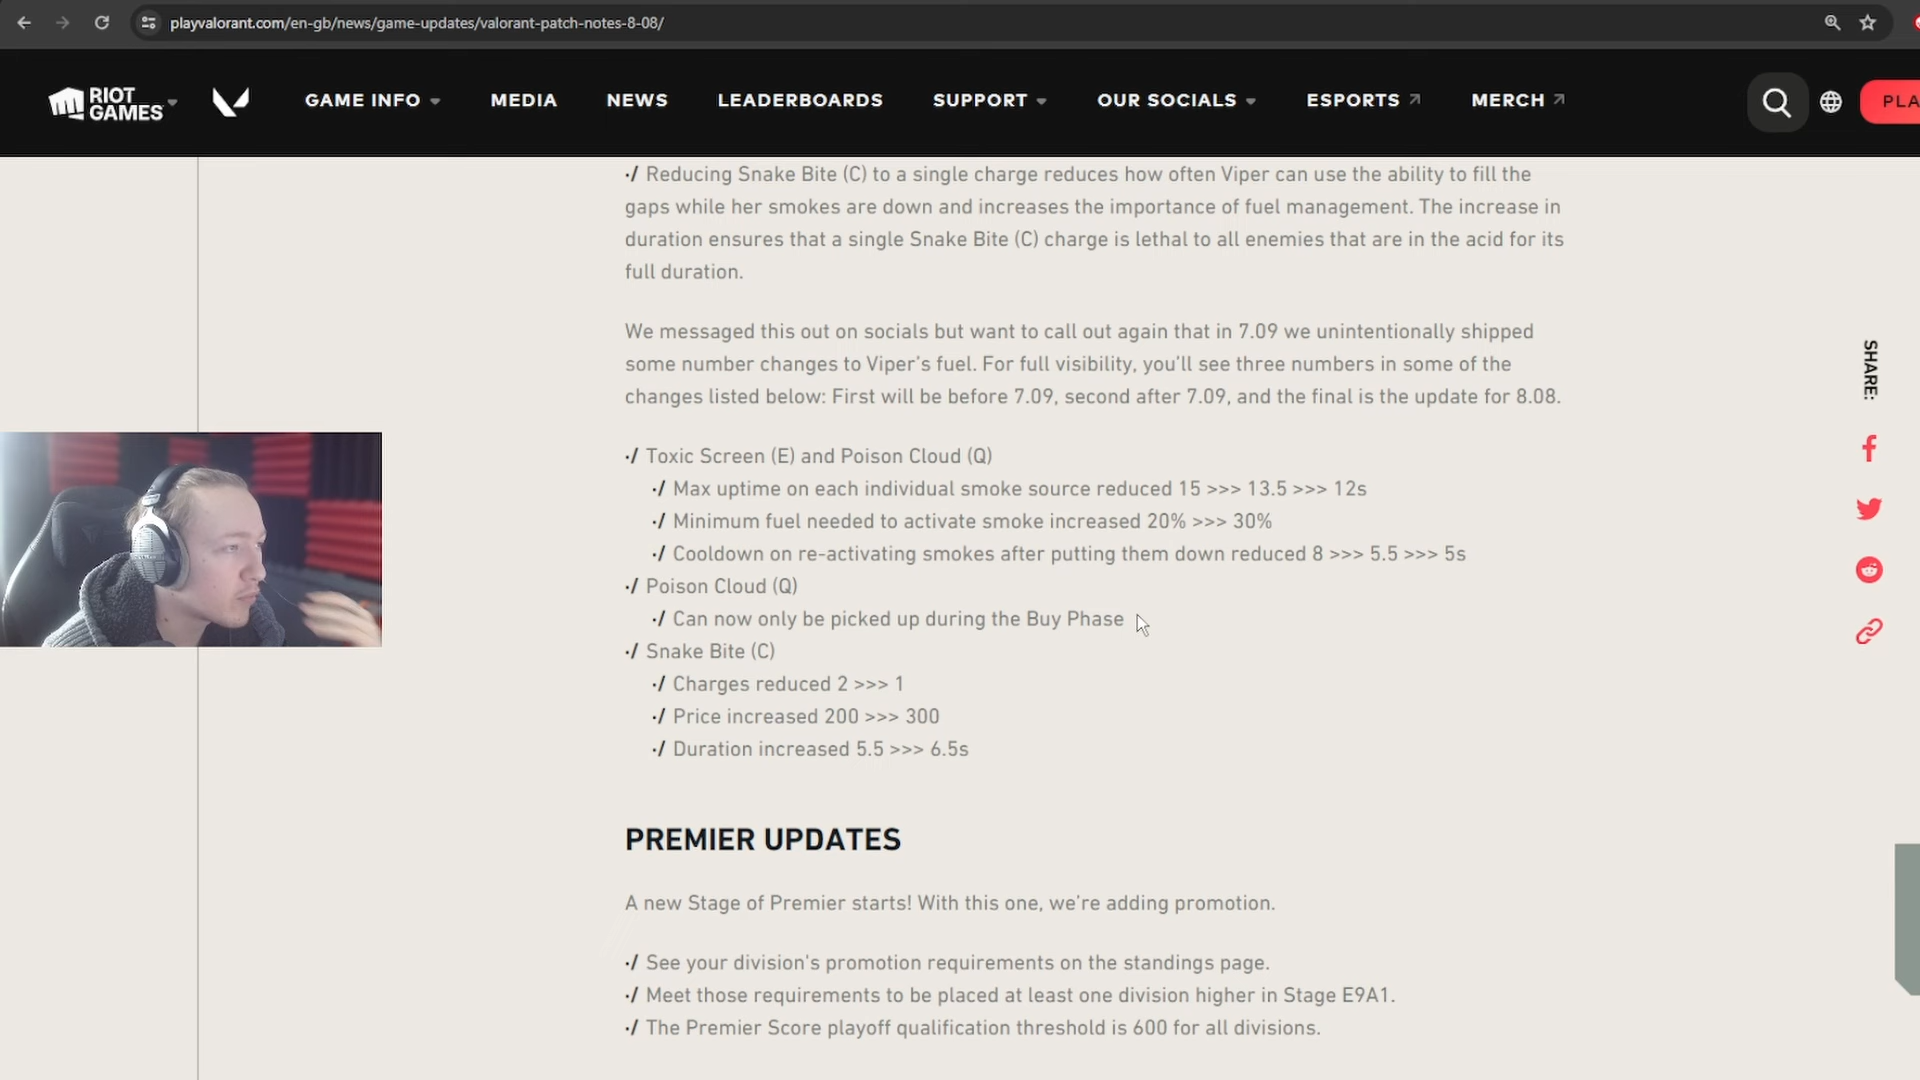 playvalorant.com/en-gb/news/game-updates/valorant-patch-notes-8-08/
RIOT GAMES
GAME INFO
MEDIA
NEWS
LEADERBOARDS
SUPPORT
OUR SOCIALS
ESPORTS
MERCH
PLA
·/ Reducing Snake Bite (C) to a single charge reduces how often Viper can use the ability to fill the
gaps while her smokes are down and increases the importance of fuel management. The increase in
duration ensures that a single Snake Bite (C) charge is lethal to all enemies that are in the acid for its
full duration.
We messaged this out on socials but want to call out again that in 7.09 we unintentionally shipped
some number changes to Viper's fuel. For full visibility, you'll see three numbers in some of the
changes listed below: First will be before 7.09, second after 7.09, and the final is the update for 8.08.
·/ Toxic Screen (E) and Poison Cloud (Q)
·/ Max uptime on each individual smoke source reduced 15 >>> 13.5 >>> 12s
·/ Minimum fuel needed to activate smoke increased 20% >>> 30%
·/ Cooldown on re-activating smokes after putting them down reduced 8 >>> 5.5 >>> 5s
·/ Poison Cloud (Q)
·/ Can now only be picked up during the Buy Phase
·/ Snake Bite (C)
·/ Charges reduced 2 >>> 1
·/ Price increased 200 >>> 300
·/ Duration increased 5.5 >>> 6.5s
PREMIER UPDATES
A new Stage of Premier starts! With this one, we're adding promotion.
·/ See your division's promotion requirements on the standings page.
·/ Meet those requirements to be placed at least one division higher in Stage E9A1.
·/ The Premier Score playoff qualification threshold is 600 for all divisions.
SHARE: